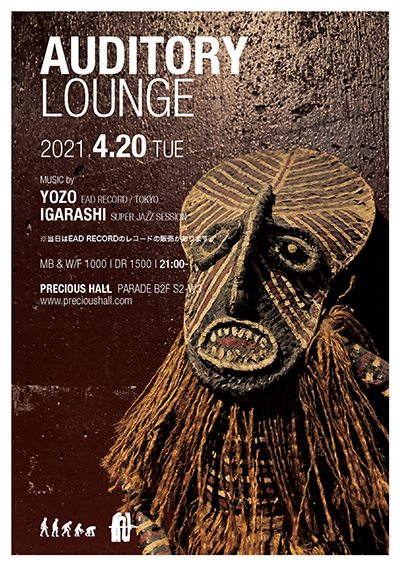 AUDITORY
LOUNGE
2021.4.20 TUE
MUSIC by
YOZO EAD RECORD / TOKYO
IGARASHI SUPER JAZZ SESSION
※当日はEAD RECORDのレコードの販売があります♪
MB & W/F 1000 | DR 1500 | 21:00-
PRECIOUS HALL PARADE B2F S2-W3
www.precioushall.com